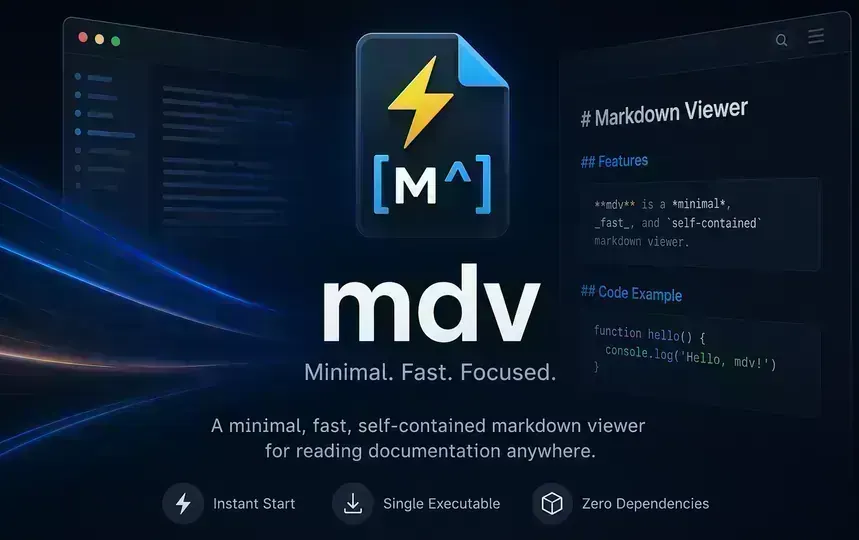 [M^]
mdv
Minimal. Fast. Focused.
A minimal, fast, self-contained markdown viewer
for reading documentation anywhere.
Instant Start
Single Executable
Zero Dependencies
# Markdown Viewer
## Features
**mdv** is a *minimal*,
_fast_, and `self-contained`
markdown viewer.
## Code Example
function hello() {
console.log('Hello, mdv!')
}